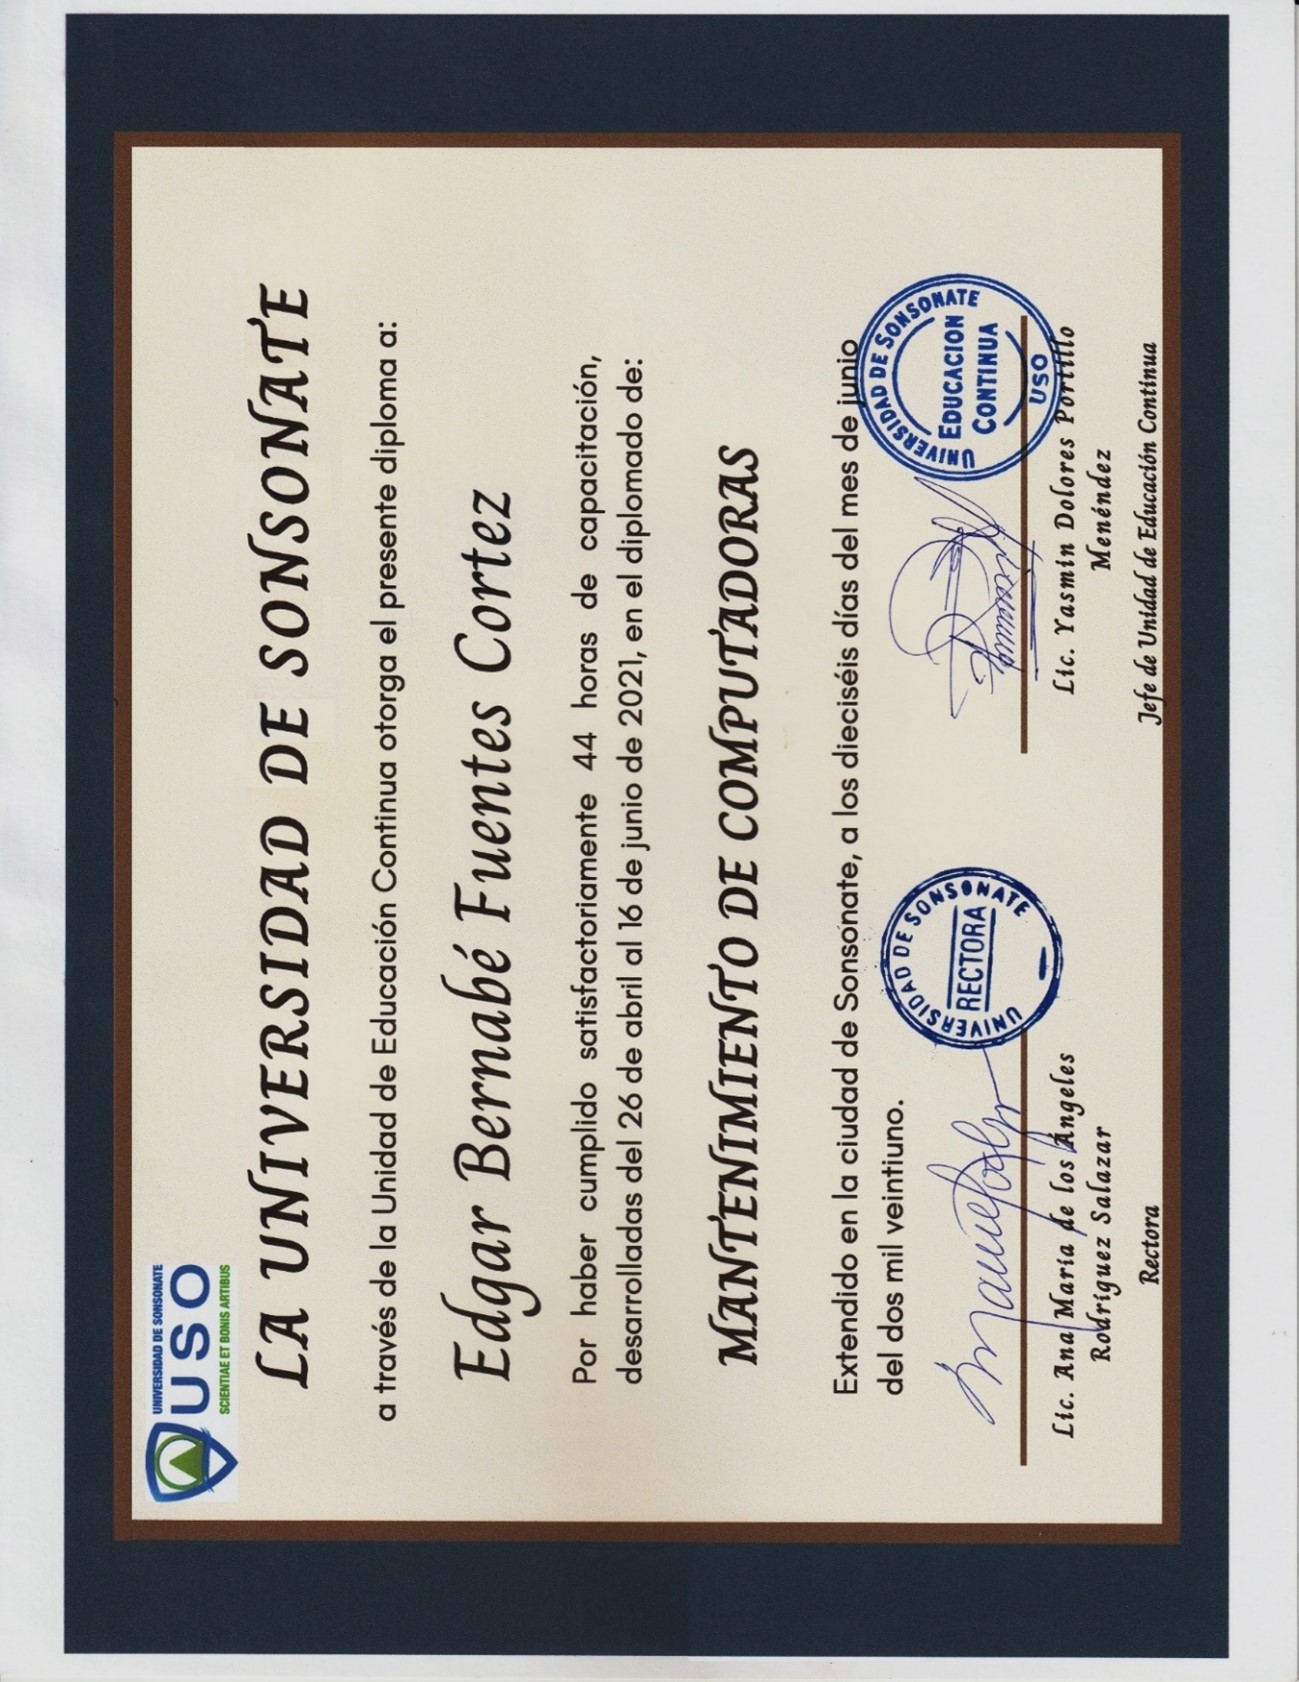 UNIVERSIDAD DE SONSONATE
USO
SCIENTIAE ET BONIS ARTIBUS
LA UNIVERSIDAD DE SONSONATE
a través de la Unidad de Educación Continua otorga el presente diploma a:
Edgar Bernabé Fuentes Cortez
Por haber cumplido satisfactoriamente 44 horas de capacitación,
desarrolladas del 26 de abril al 16 de junio de 2021, en el diplomado de:
MANTENIMIENTO DE COMPUTADORAS
Extendido en la ciudad de Sonsonate, a los dieciséis días del mes de junio
del dos mil veintiuno.
UNIVERSIDAD DE SONSONATE
RECTORA
UNIVERSIDAD DE SONSONATE
EDUCACION
CONTINUA
USO
Lic. Ana María de los Ángeles
Rodríguez Salazar
Rectora
Lic. Yasmin Dolores Portillo
Menéndez
Jefe de Unidad de Educación Continua